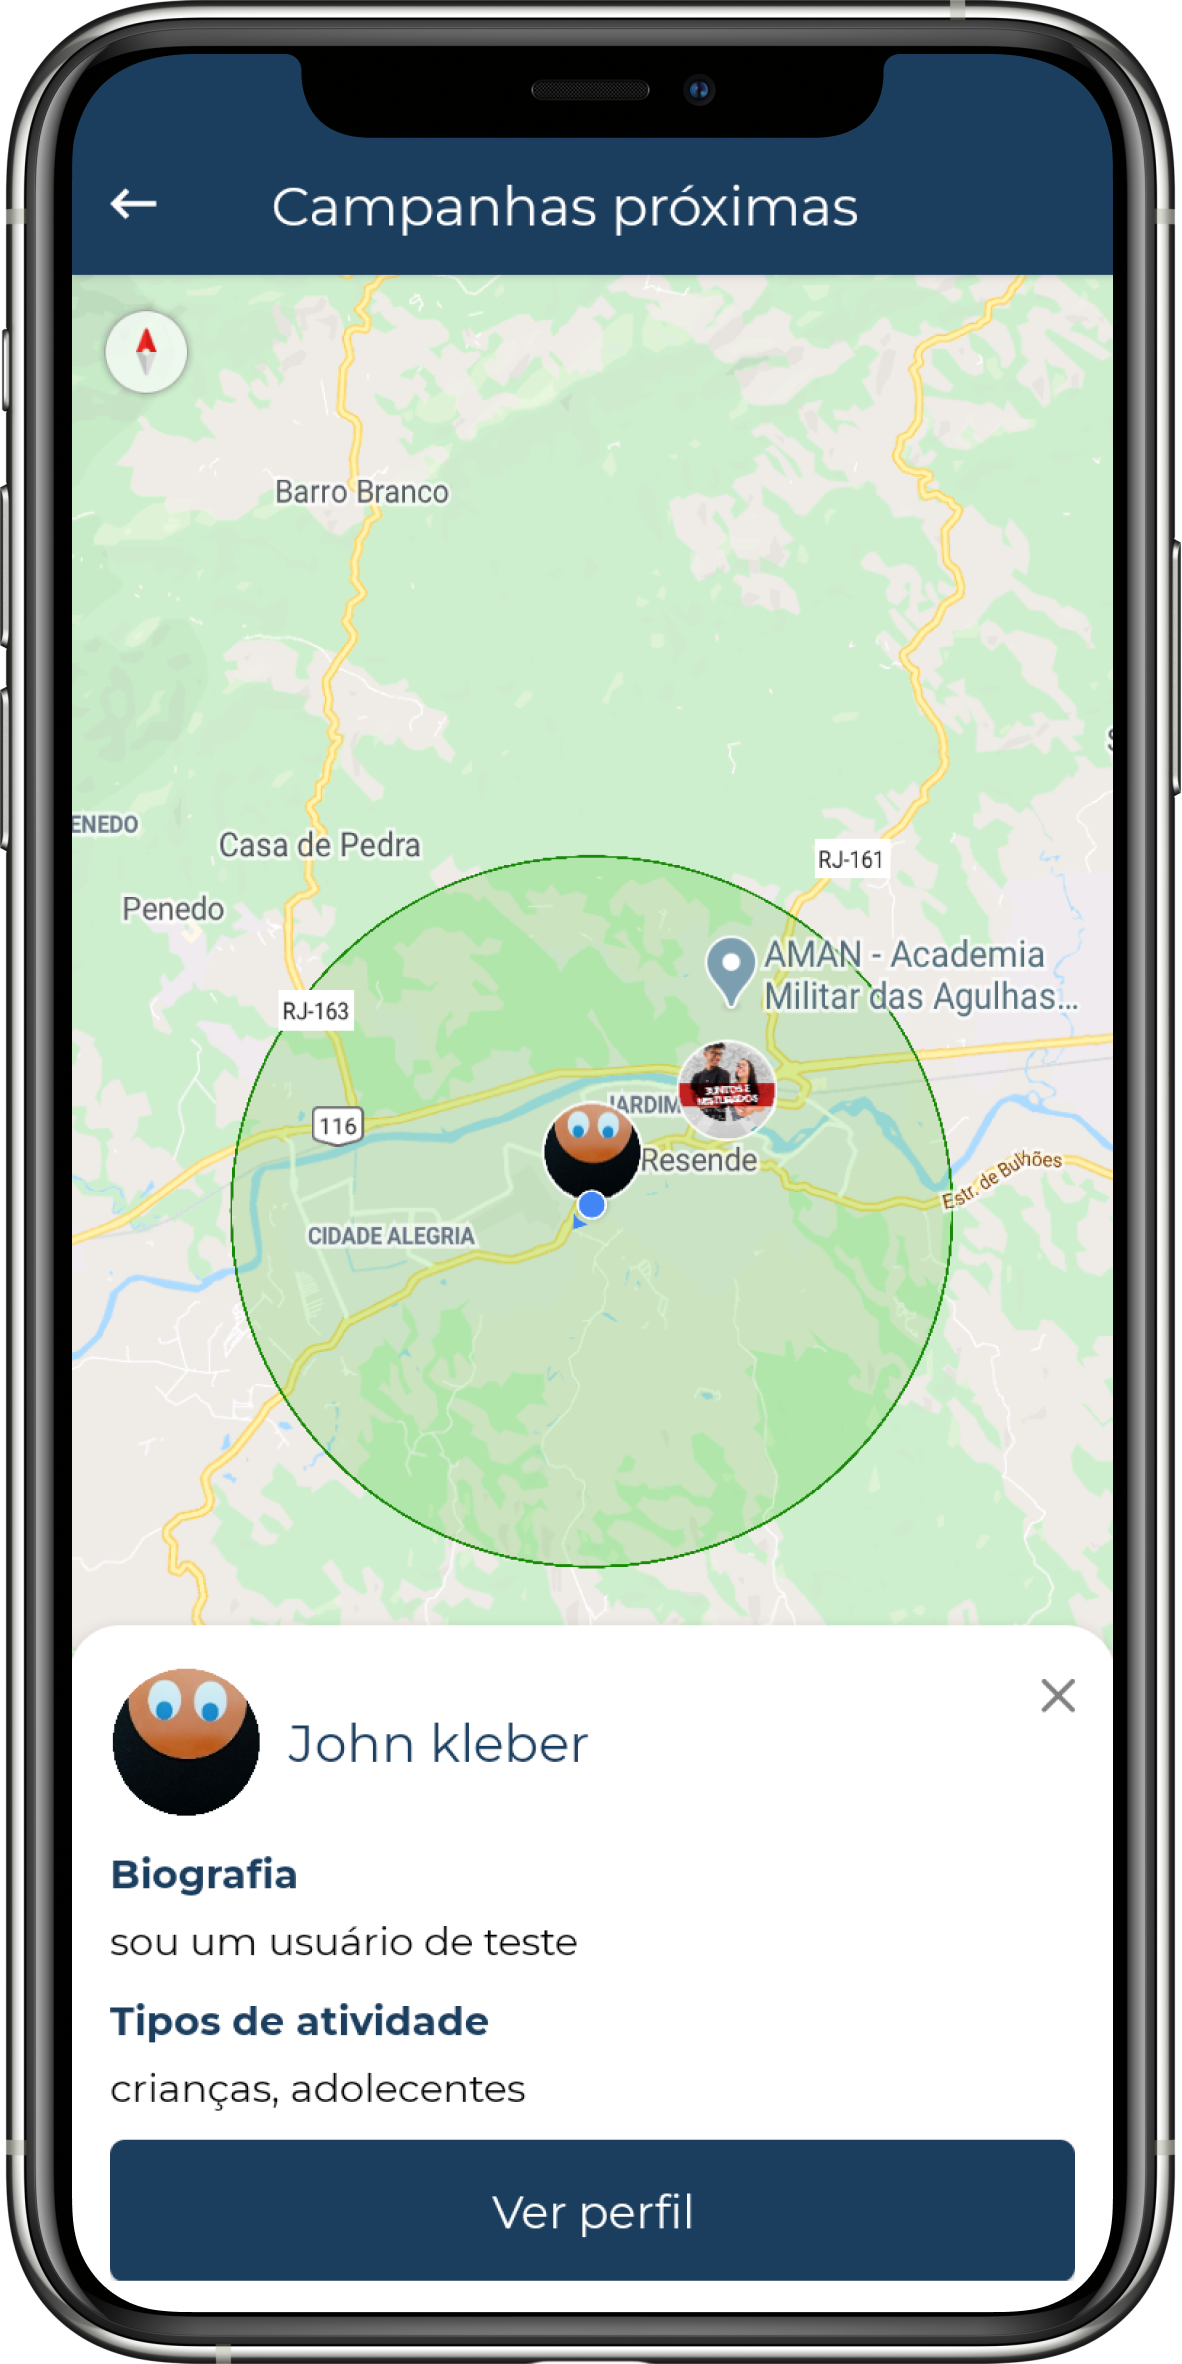 Campanhas próximas
Barro Branco
ENEDO
Casa de Pedra
RJ-161
Penedo
AMAN - Academia
Militar das Agulhas...
RJ-163
JARDIM
116
Resende
Estr. de Bulhões
CIDADE ALEGRIA
John kleber
Biografia
sou um usuário de teste
Tipos de atividade
crianças, adolecentes
Ver perfil